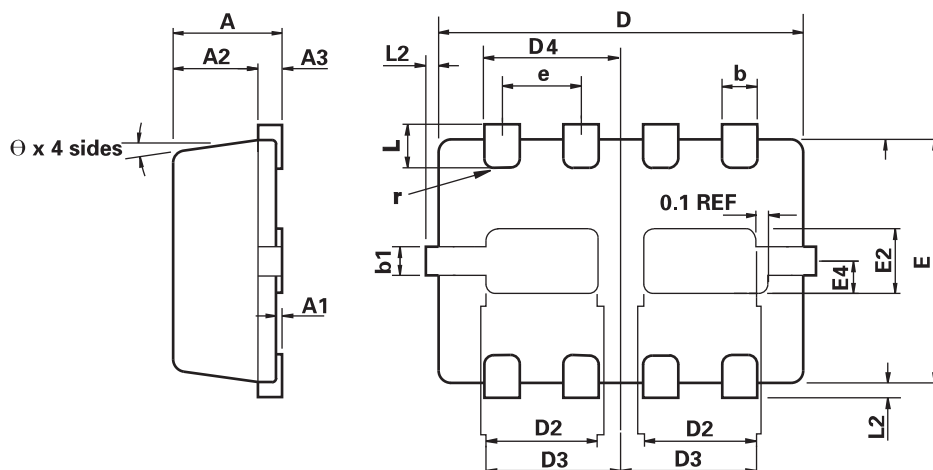 A
D
A2
A3
L2
D4
e
b
Θ x 4 sides
L
r
0.1 REF
b1
E4
E2
E
A1
L2
D2
D2
D3
D3